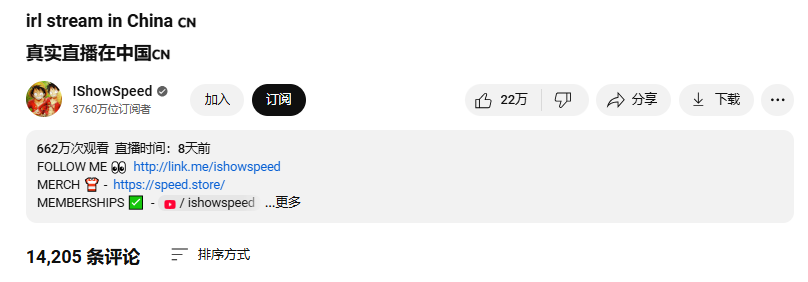 irl stream in China CN
真实直播在中国CN
IShowSpeed
3760万位订阅者
加入
订阅
22万
分享
下载
662万次观看 直播时间：8天前
FOLLOW ME 👀 http://link.me/ishowspeed
MERCH - https://speed.store/
MEMBERSHIPS ✅ - / ishowspeed ...更多
14,205 条评论
排序方式